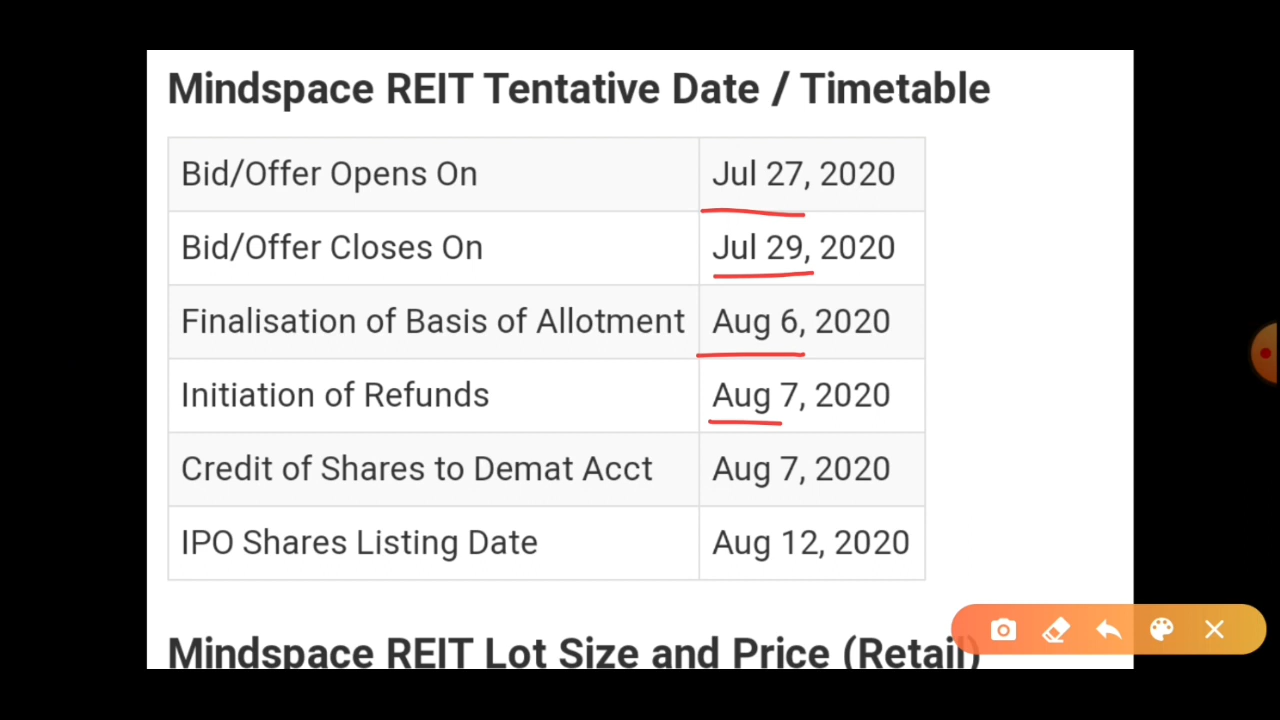 Mindspace REIT Tentative Date / Timetable
Bid/Offer Opens On Jul 27, 2020
Bid/Offer Closes On Jul 29, 2020
Finalisation of Basis of Allotment Aug 6, 2020
Initiation of Refunds Aug 7, 2020
Credit of Shares to Demat Acct Aug 7, 2020
IPO Shares Listing Date Aug 12, 2020
Mindspace REIT Lot Size and Price (Retail)